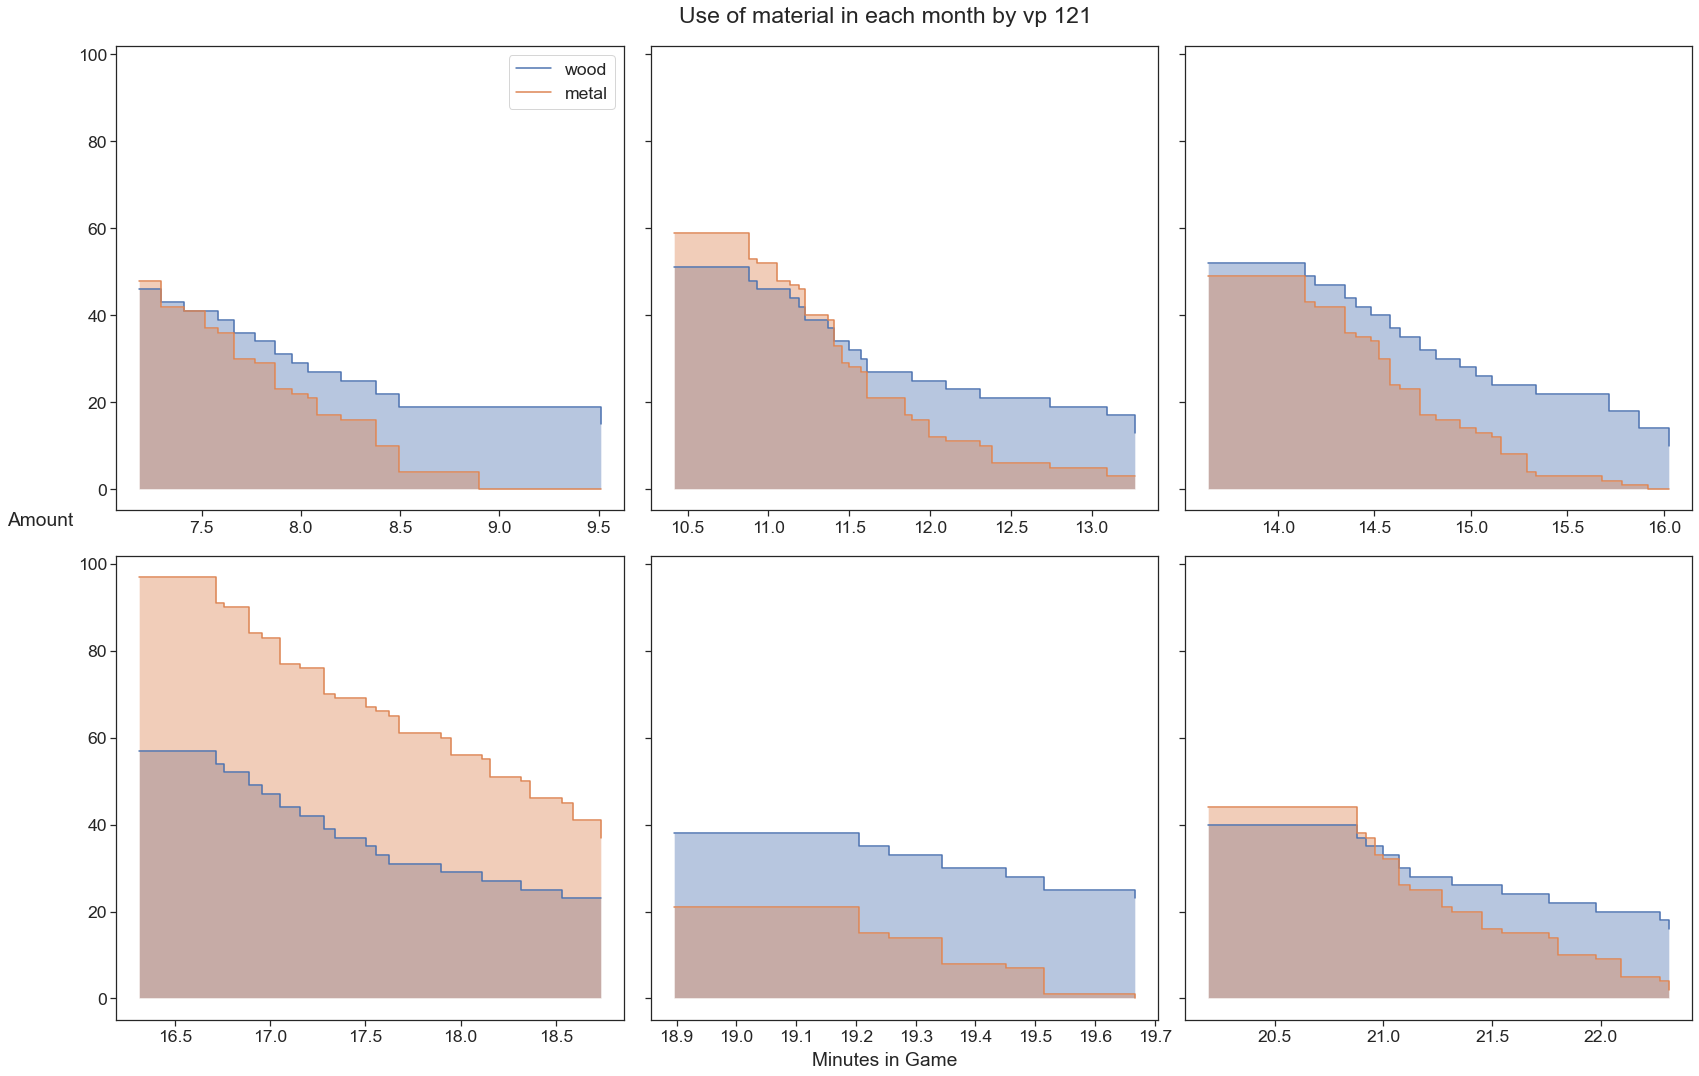 Use of material in each month by vp 121
wood
metal
100
80
60
40
20
0
7.5 8.0 8.5 9.0 9.5
10.5 11.0 11.5 12.0 12.5 13.0
14.0 14.5 15.0 15.5 16.0
Amount
100
80
60
40
20
0
16.5 17.0 17.5 18.0 18.5
18.9 19.0 19.1 19.2 19.3 19.4 19.5 19.6 19.7
20.5 21.0 21.5 22.0
Minutes in Game